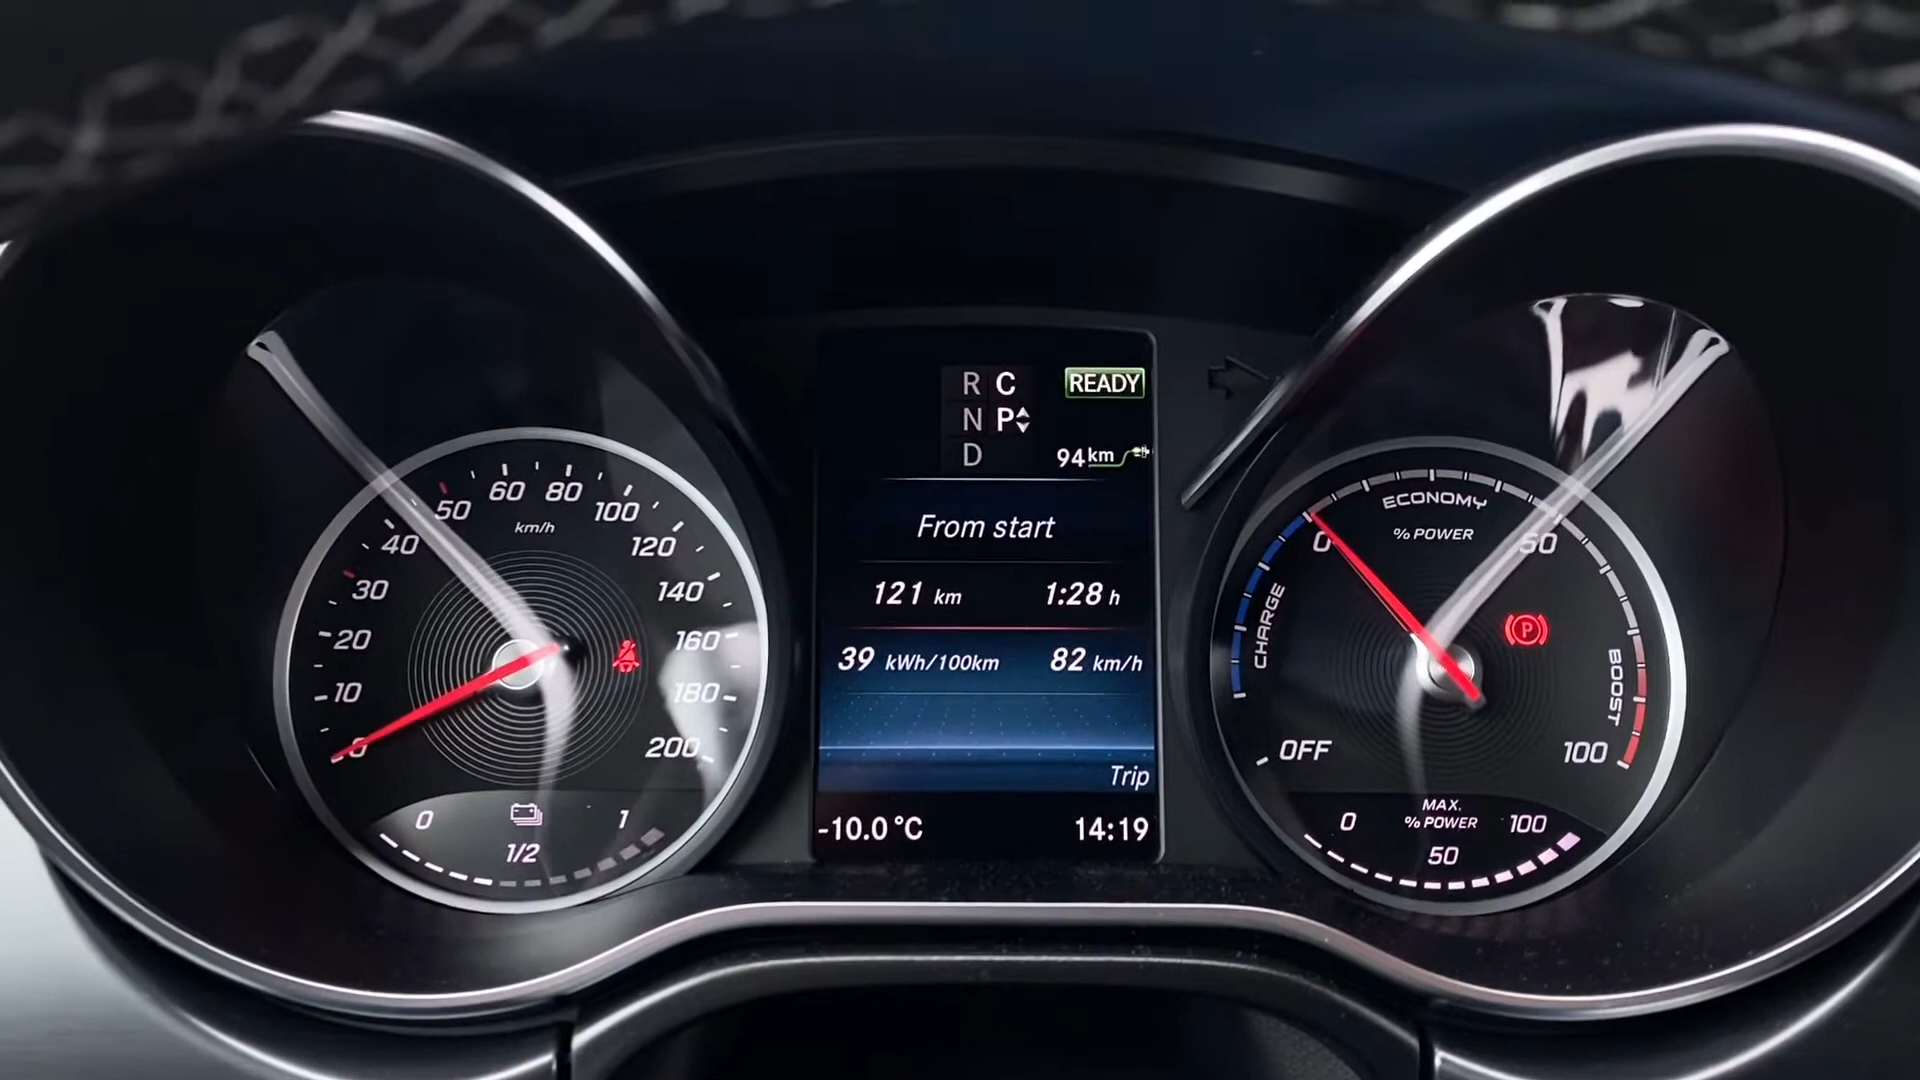 R C READY
N P
D 94 km
From start
121 km 1:28 h
39 kWh/100km 82 km/h
Trip
-10.0 °C 14:19
0
10
20
30
40
50
60
80
100
120
140
160
180
200
km/h
0 1
1/2
OFF
CHARGE
0
ECONOMY
% POWER
50
BOOST
100
P
MAX.
0 % POWER 100
50